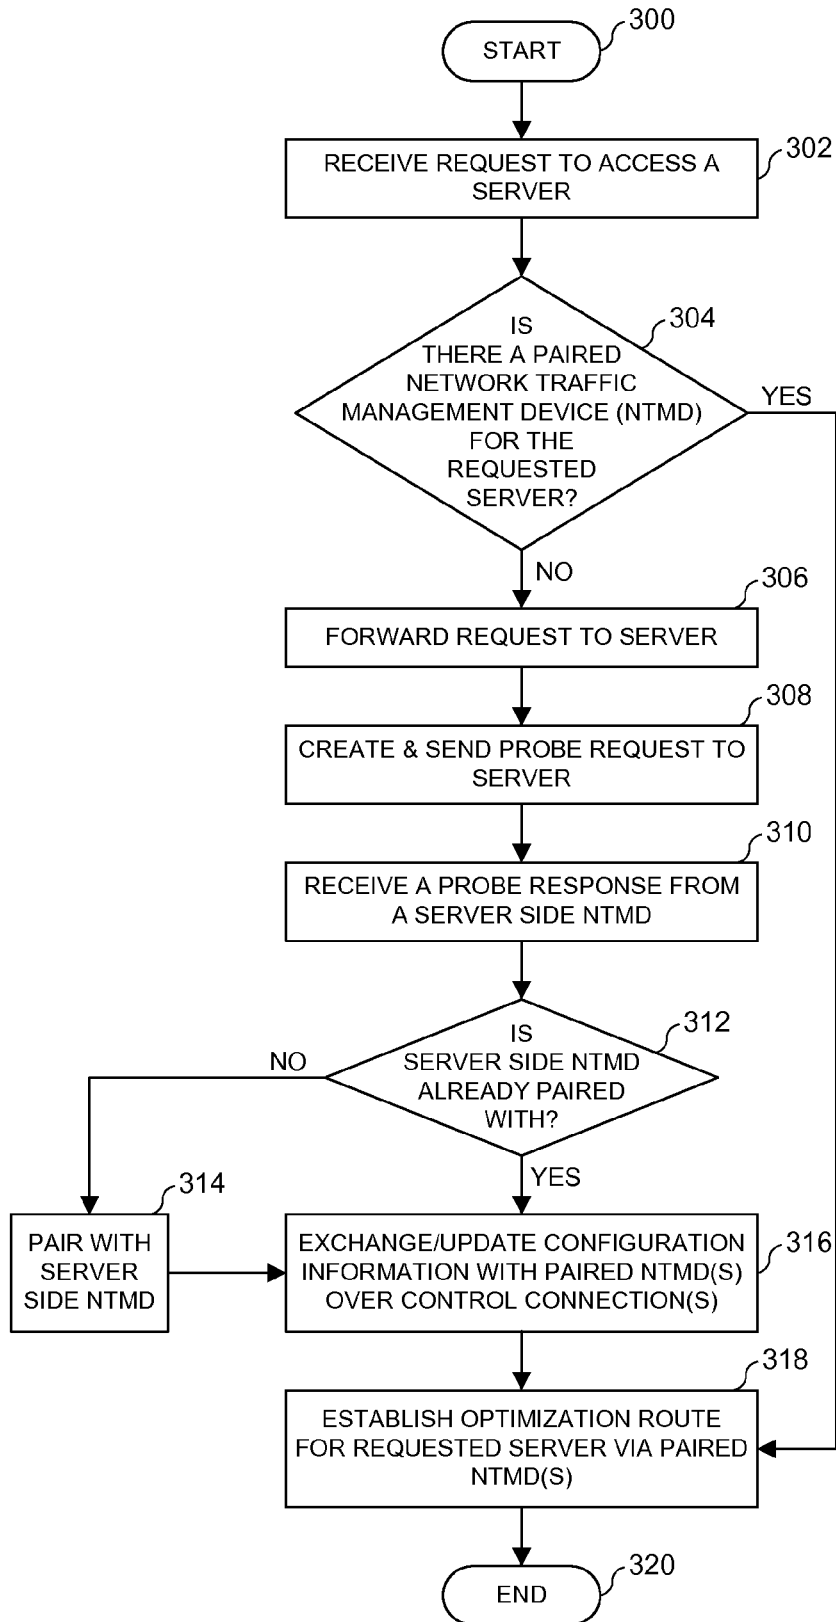 START
300
RECEIVE REQUEST TO ACCESS A
SERVER
302
IS
THERE A PAIRED
NETWORK TRAFFIC
MANAGEMENT DEVICE (NTMD)
FOR THE
REQUESTED
SERVER?
304
YES
NO
306
FORWARD REQUEST TO SERVER
308
CREATE & SEND PROBE REQUEST TO
SERVER
310
RECEIVE A PROBE RESPONSE FROM
A SERVER SIDE NTMD
312
IS
SERVER SIDE NTMD
ALREADY PAIRED
WITH?
NO
YES
314
PAIR WITH
SERVER
SIDE NTMD
EXCHANGE/UPDATE CONFIGURATION
INFORMATION WITH PAIRED NTMD(S)
OVER CONTROL CONNECTION(S)
316
318
ESTABLISH OPTIMIZATION ROUTE
FOR REQUESTED SERVER VIA PAIRED
NTMD(S)
320
END